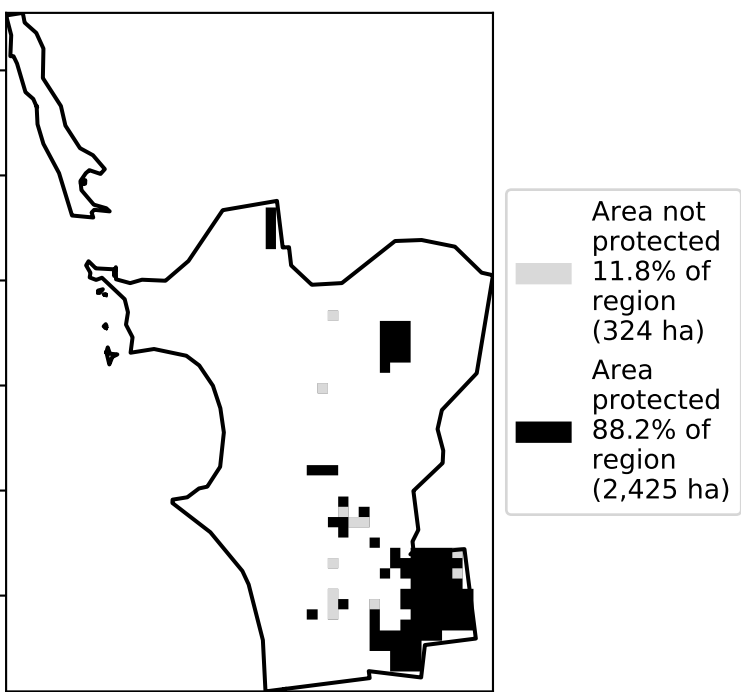 Area not
protected
11.8% of
region
(324 ha)
Area
protected
88.2% of
region
(2,425 ha)